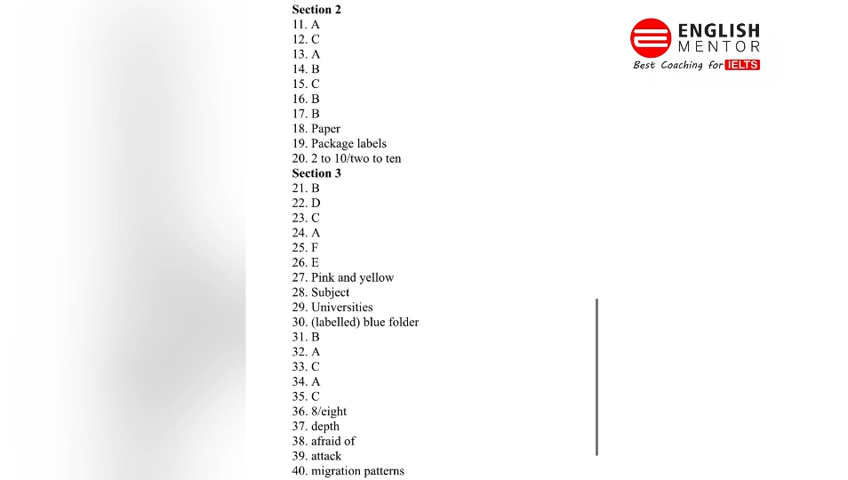 Section 2
11. A
12. C
13. A
14. B
15. C
16. B
17. B
18. Paper
19. Package labels
20. 2 to 10/two to ten
Section 3
21. B
22. D
23. C
24. A
25. F
26. E
27. Pink and yellow
28. Subject
29. Universities
30. (labelled) blue folder
31. B
32. A
33. C
34. A
35. C
36. 8/eight
37. depth
38. afraid of
39. attack
40. migration patterns
ENGLISH
MENTOR
Best Coaching for IELTS